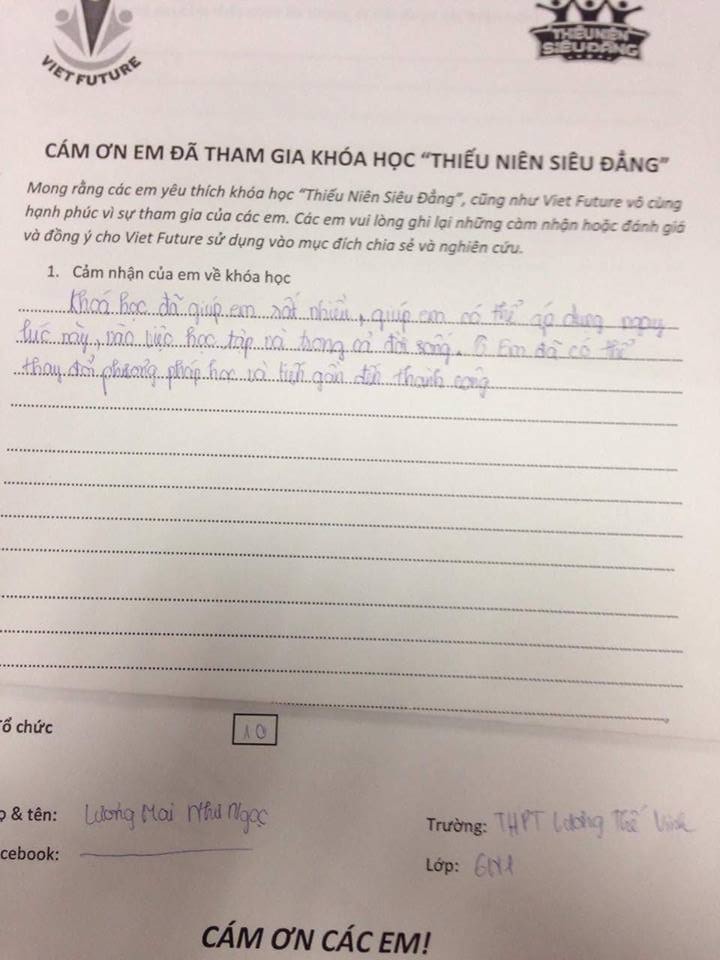 VIET FUTURE
THIẾU NIÊN
SIÊU ĐẲNG
CÁM ƠN EM ĐÃ THAM GIA KHÓA HỌC “THIẾU NIÊN SIÊU ĐẲNG”
Mong rằng các em yêu thích khóa học “Thiếu Niên Siêu Đẳng”, cũng như Viet Future vô cùng
hạnh phúc vì sự tham gia của các em. Các em vui lòng ghi lại những cảm nhận hoặc đánh giá
và đồng ý cho Viet Future sử dụng vào mục đích chia sẻ và nghiên cứu.
1. Cảm nhận của em về khóa học
Khoá học đã giúp em rất nhiều, giúp em có thể áp dụng ngay
lúc này, vào việc học tập và trong cả đời sống. Em đã có thể
thay đổi phương pháp học và tiến gần đến thành công
ổ chức 10
& tên: Lương Mai Như Ngọc
Trường: THPT Lương Thế Vinh
cebook:
Lớp: 6N1
CÁM ƠN CÁC EM!